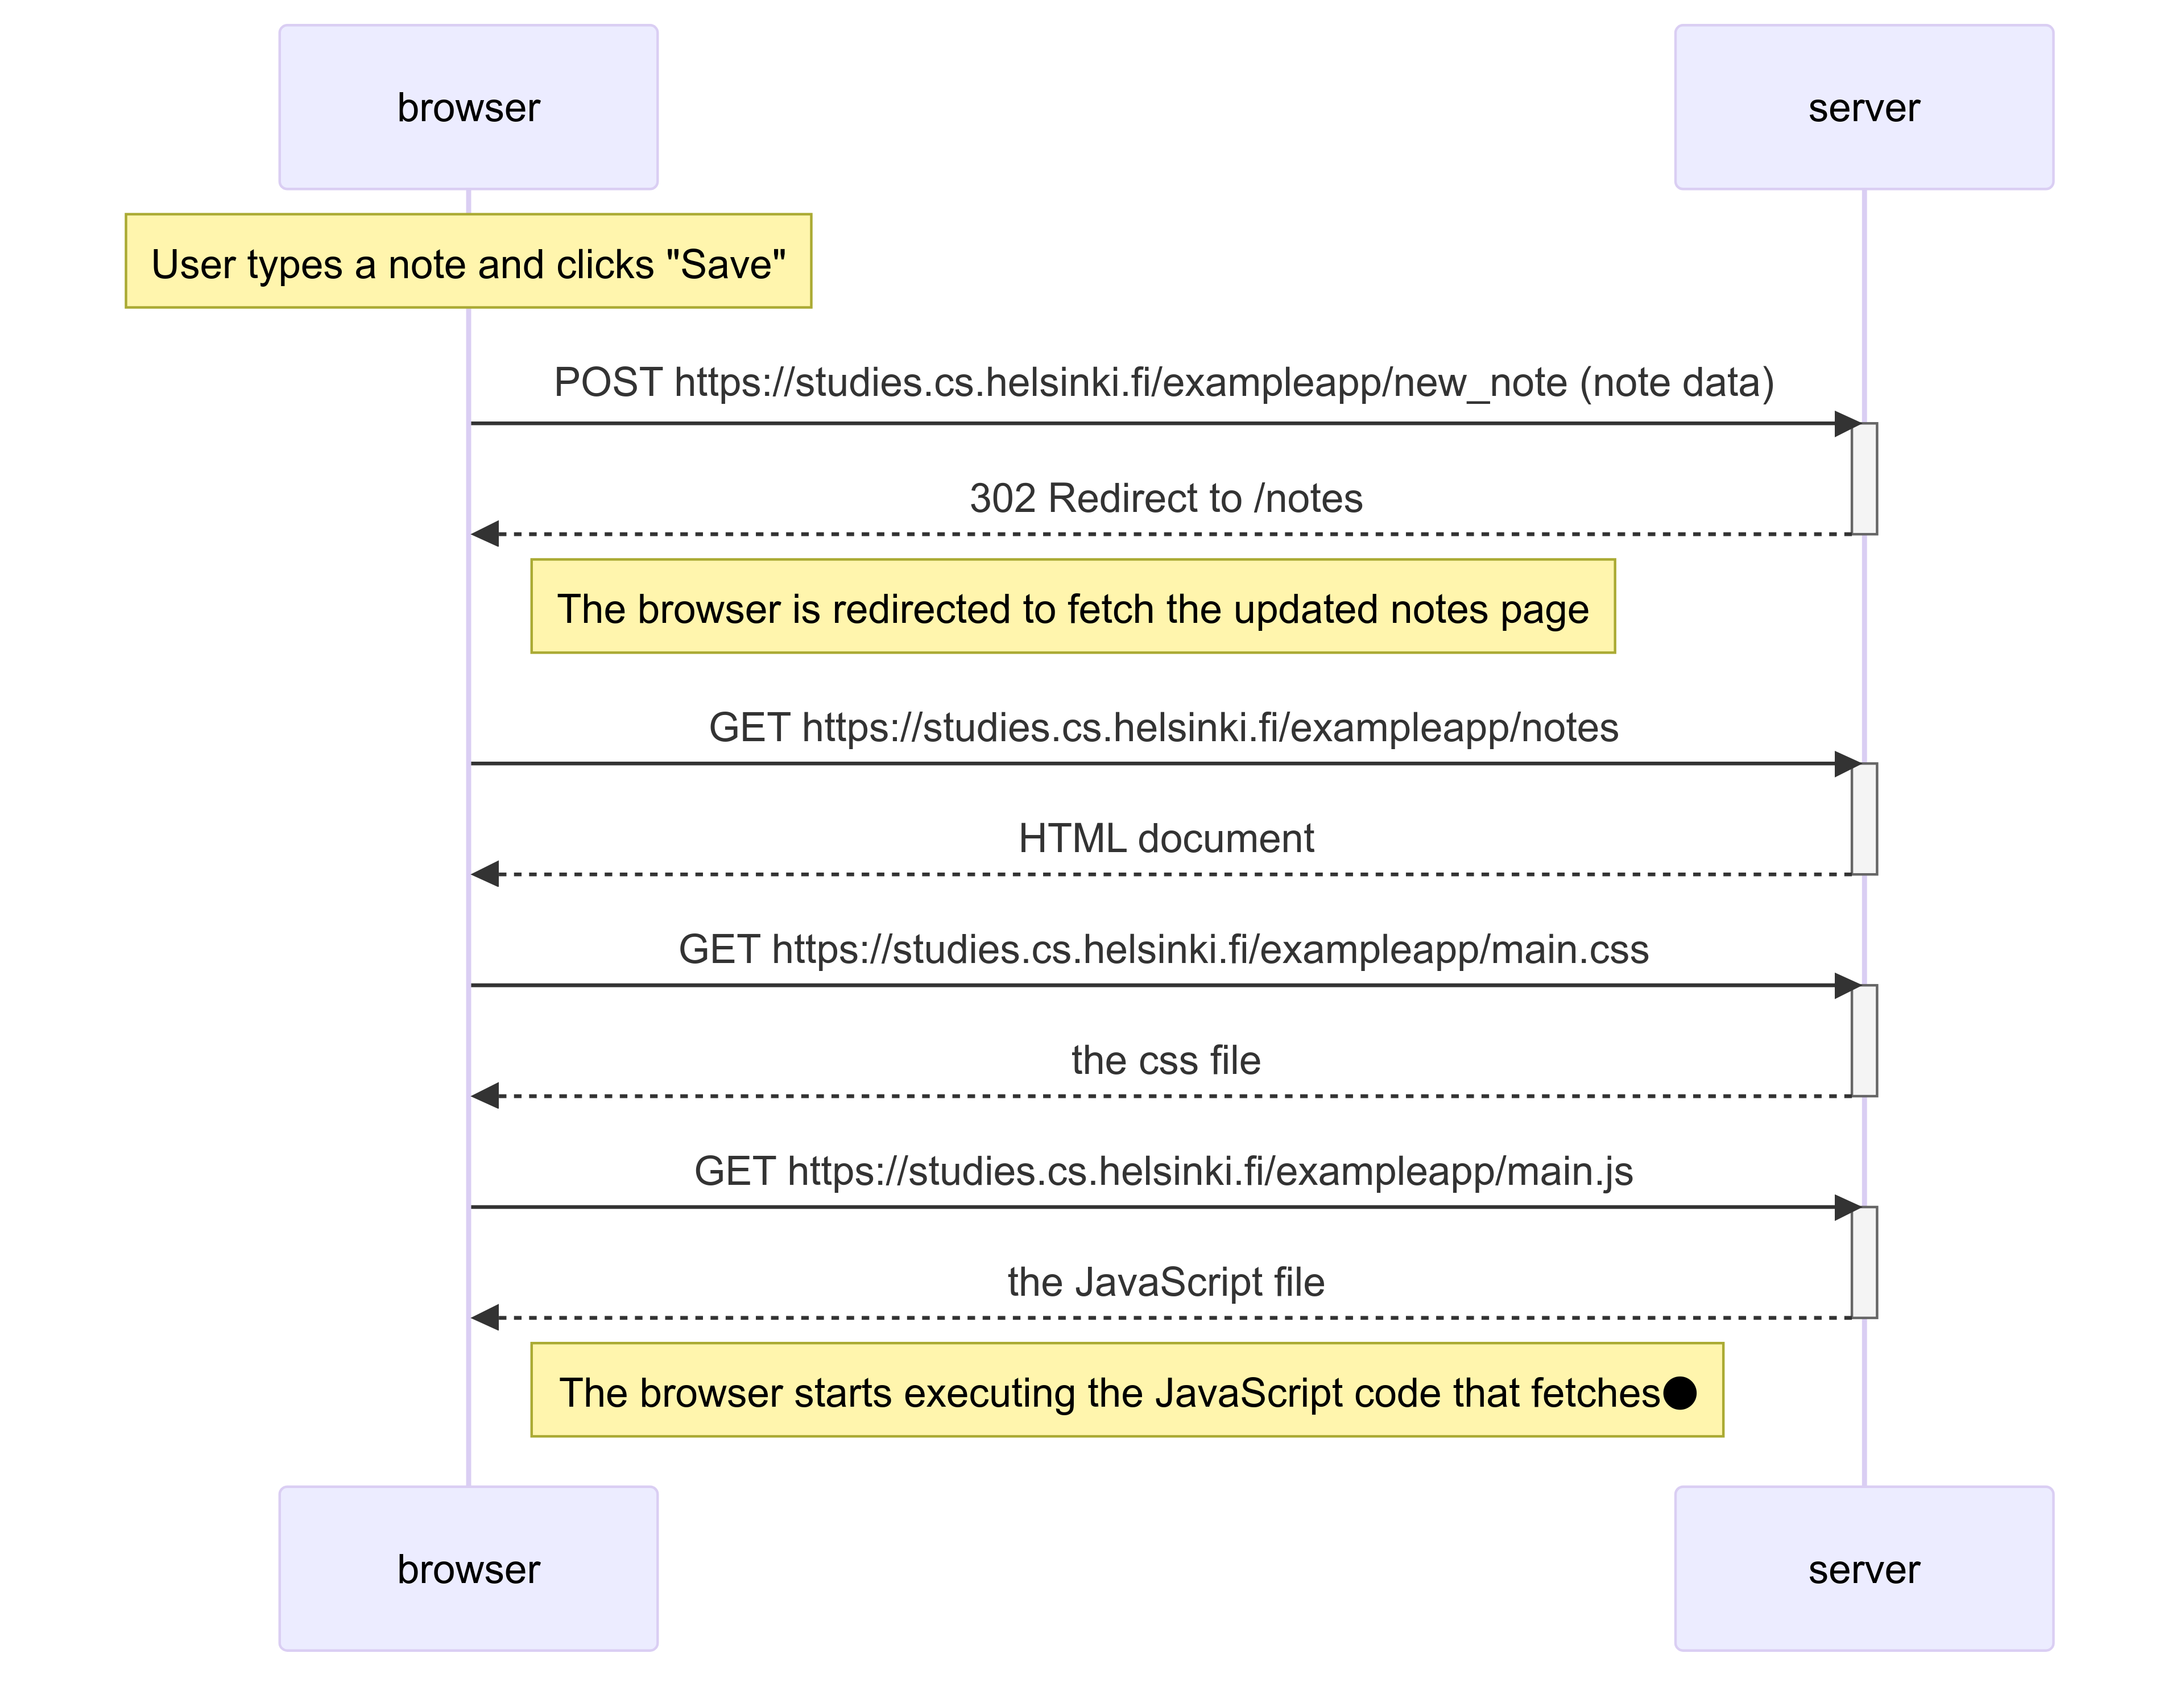 browser
server
User types a note and clicks "Save"
POST https://studies.cs.helsinki.fi/exampleapp/new_note (note data)
302 Redirect to /notes
The browser is redirected to fetch the updated notes page
GET https://studies.cs.helsinki.fi/exampleapp/notes
HTML document
GET https://studies.cs.helsinki.fi/exampleapp/main.css
the css file
GET https://studies.cs.helsinki.fi/exampleapp/main.js
the JavaScript file
The browser starts executing the JavaScript code that fetches●
browser
server